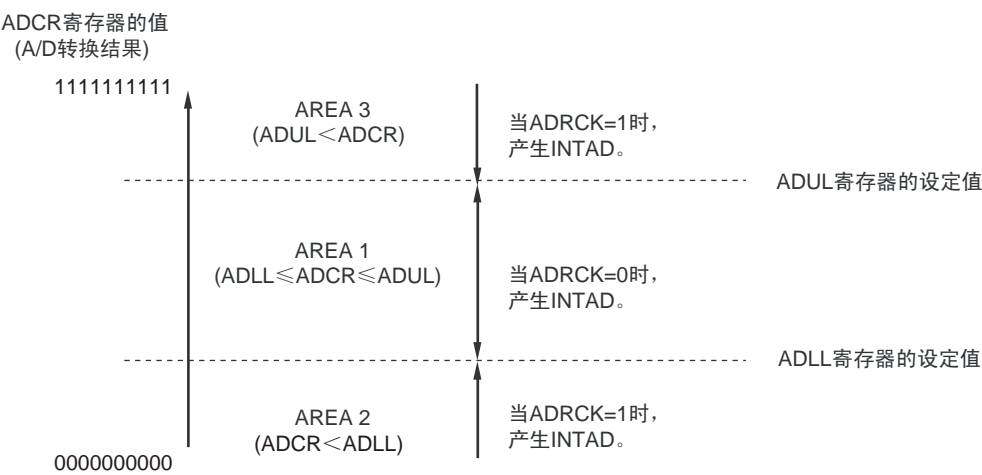 ADCR寄存器的值
(A/D转换结果)
1111111111
AREA 3
(ADUL＜ADCR)
当ADRCK=1时，
产生INTAD。
ADUL寄存器的设定值
AREA 1
(ADLL≤ADCR≤ADUL)
当ADRCK=0时，
产生INTAD。
ADLL寄存器的设定值
AREA 2
(ADCR＜ADLL)
当ADRCK=1时，
产生INTAD。
0000000000